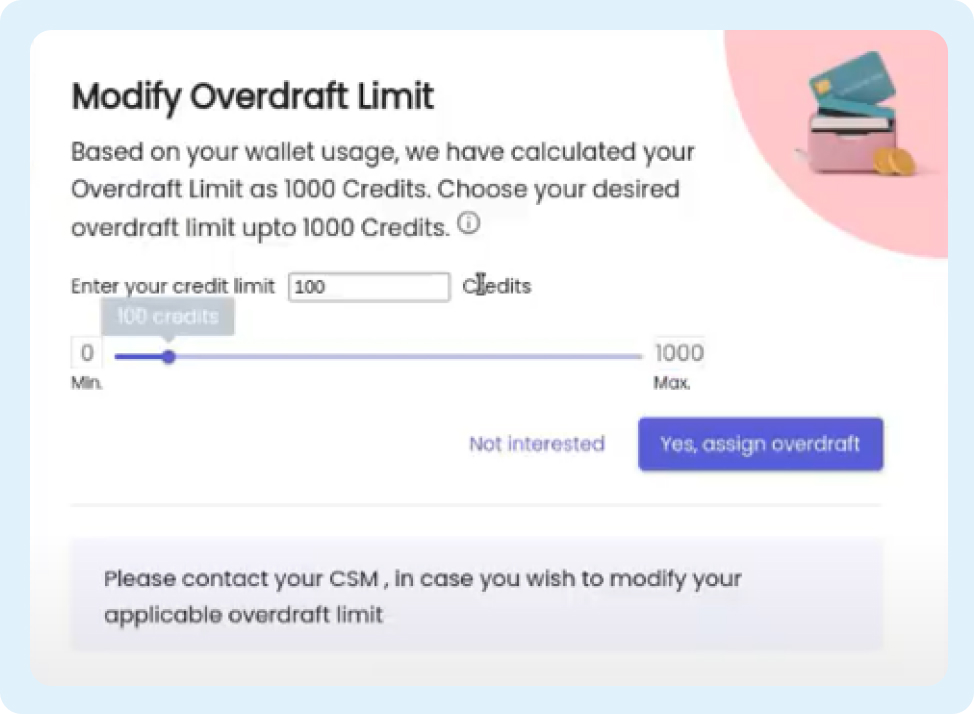 Modify Overdraft Limit
Based on your wallet usage, we have calculated your
Overdraft Limit as 1000 Credits. Choose your desired
overdraft limit upto 1000 Credits.
Enter your credit limit 100 Credits
100 credits
0 1000
Min. Max.
Not interested Yes, assign overdraft
Please contact your CSM , in case you wish to modify your
applicable overdraft limit